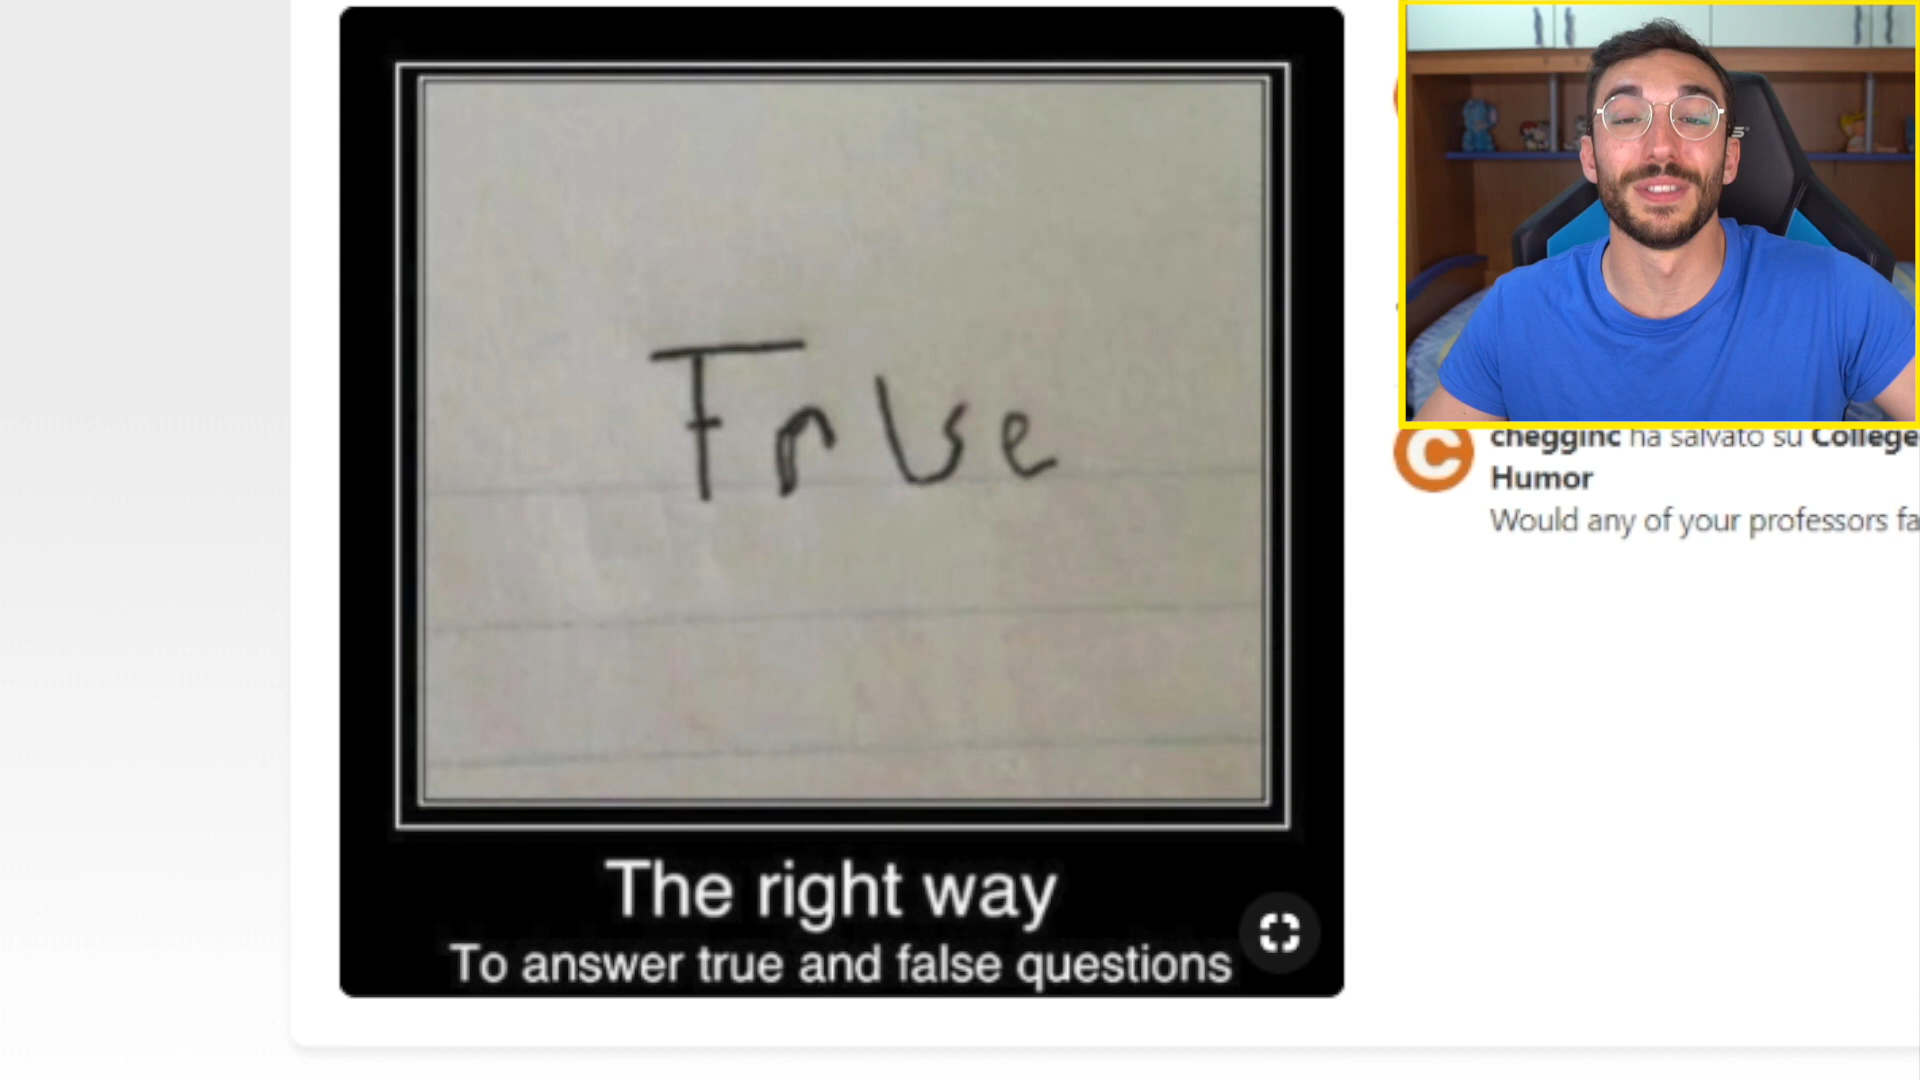 The right way
To answer true and false questions
chegginc ha salvato su College
Humor
Would any of your professors fa